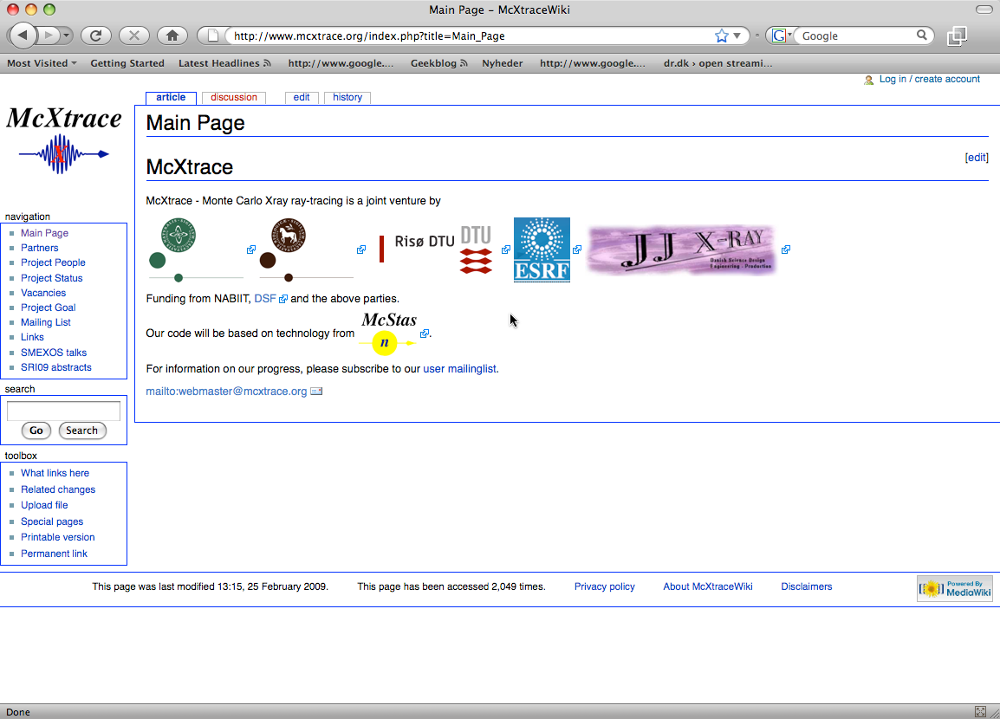 Main Page – McXtraceWiki
http://www.mcxtrace.org/index.php?title=Main_Page
Google
Most Visited Getting Started Latest Headlines http://www.google.... Geekblog Nyheder http://www.google.... dr.dk › open streami...
Log in / create account
article discussion edit history
McXtrace
Main Page
McXtrace [edit]
McXtrace - Monte Carlo Xray ray-tracing is a joint venture by
Risø DTU DTU ESRF JJ X-RAY
Danish Science Design
Engineering - Production
Funding from NABIIT, DSF and the above parties.
Our code will be based on technology from McStas n .
For information on our progress, please subscribe to our user mailinglist.
mailto:webmaster@mcxtrace.org
navigation
Main Page
Partners
Project People
Project Status
Vacancies
Project Goal
Mailing List
Links
SMEXOS talks
SRI09 abstracts
search
Go Search
toolbox
What links here
Related changes
Upload file
Special pages
Printable version
Permanent link
This page was last modified 13:15, 25 February 2009. This page has been accessed 2,049 times. Privacy policy About McXtraceWiki Disclaimers
Powered By
MediaWiki
Done